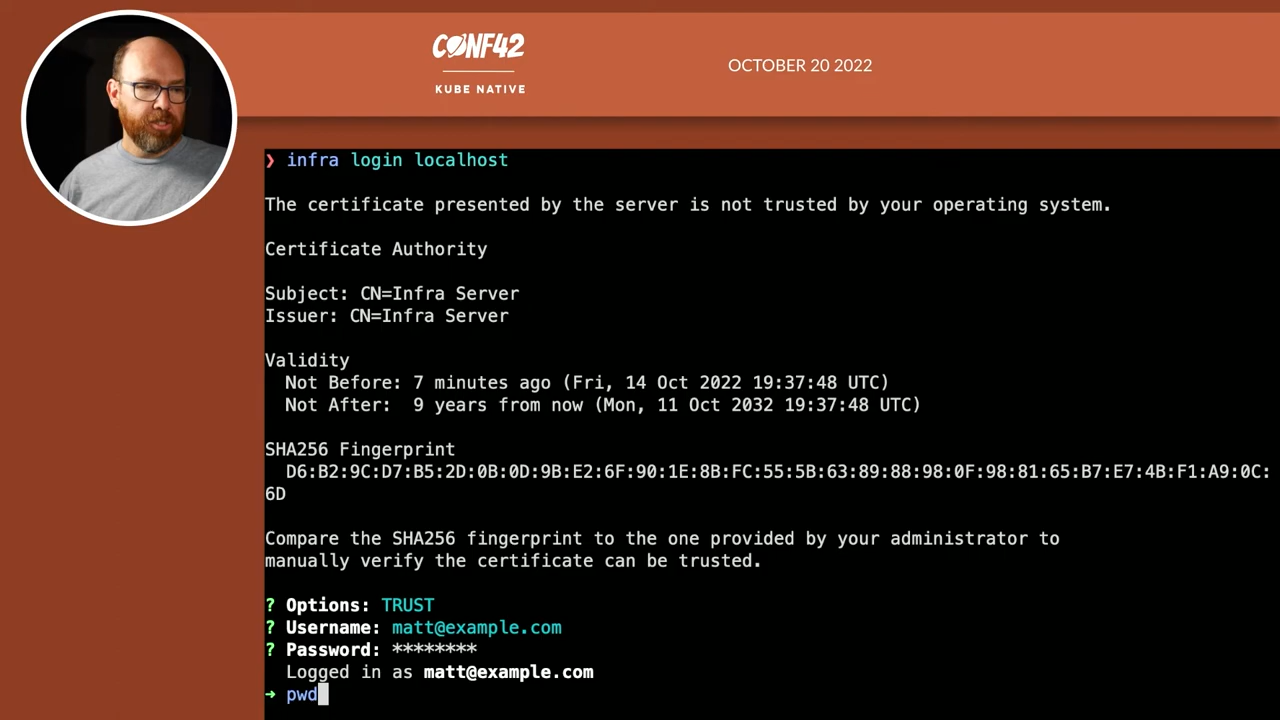 CONF42
KUBE NATIVE
OCTOBER 20 2022
❯ infra login localhost
The certificate presented by the server is not trusted by your operating system.
Certificate Authority
Subject: CN=Infra Server
Issuer: CN=Infra Server
Validity
Not Before: 7 minutes ago (Fri, 14 Oct 2022 19:37:48 UTC)
Not After: 9 years from now (Mon, 11 Oct 2032 19:37:48 UTC)
SHA256 Fingerprint
D6:B2:9C:D7:B5:2D:0B:0D:9B:E2:6F:90:1E:8B:FC:55:5B:63:89:88:98:0F:98:81:65:B7:E7:4B:F1:A9:0C:
6D
Compare the SHA256 fingerprint to the one provided by your administrator to
manually verify the certificate can be trusted.
? Options: TRUST
? Username: matt@example.com
? Password: ********
Logged in as matt@example.com
➜ pwd